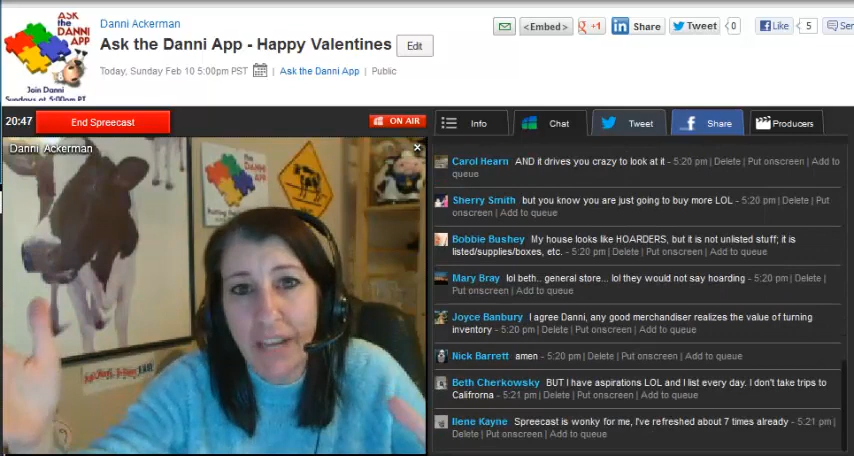 ASK
the
DANNI
APP
Join Danni
Sundays at 5:00pm PT
Danni Ackerman
Ask the Danni App - Happy Valentines
Edit
Today, Sunday Feb 10 5:00pm PST | Ask the Danni App | Public
<Embed>
g +1
in Share
Tweet
0
Like
5
Sen
20:47
End Spreecast
ON AIR
Info
Chat
Tweet
Share
Producers
Danni Ackerman
ASK
the
DANNI
APP
Carol Hearn AND it drives you crazy to look at it - 5:20 pm | Delete | Put onscreen | Add to
queue
Sherry Smith but you know you are just going to buy more LOL - 5:20 pm | Delete | Put
onscreen | Add to queue
Bobbie Bushey My house looks like HOARDERS, but it is not unlisted stuff; it is
listed/supplies/boxes, etc. - 5:20 pm | Delete | Put onscreen | Add to queue
Mary Bray lol beth.. general store... lol they would not say hoarding - 5:20 pm | Delete |
Put onscreen | Add to queue
Joyce Banbury I agree Danni, any good merchandiser realizes the value of turning
inventory - 5:20 pm | Delete | Put onscreen | Add to queue
Nick Barrett amen - 5:20 pm | Delete | Put onscreen | Add to queue
Beth Cherkowsky BUT I have aspirations LOL and I list every day. I don't take trips to
Califrorna - 5:21 pm | Delete | Put onscreen | Add to queue
Ilene Kayne Spreecast is wonky for me, I've refreshed about 7 times already - 5:21 pm |
Delete | Put onscreen | Add to queue